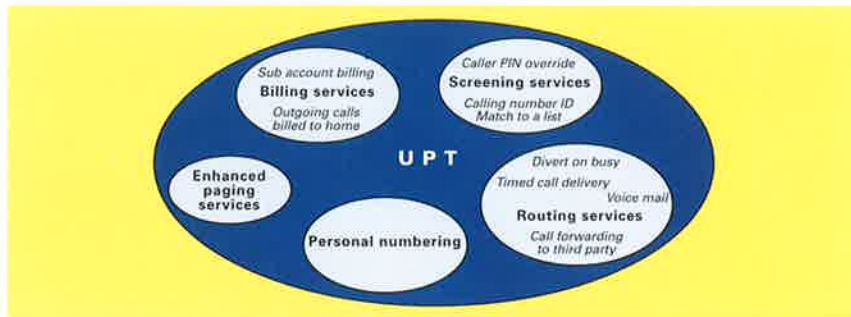 Sub account billing
Billing services
Outgoing calls
billed to home
Caller PIN override
Screening services
Calling number ID
Match to a list
UPT
Enhanced
paging
services
Personal numbering
Divert on busy
Timed call delivery
Voice mail
Routing services
Call forwarding
to third party